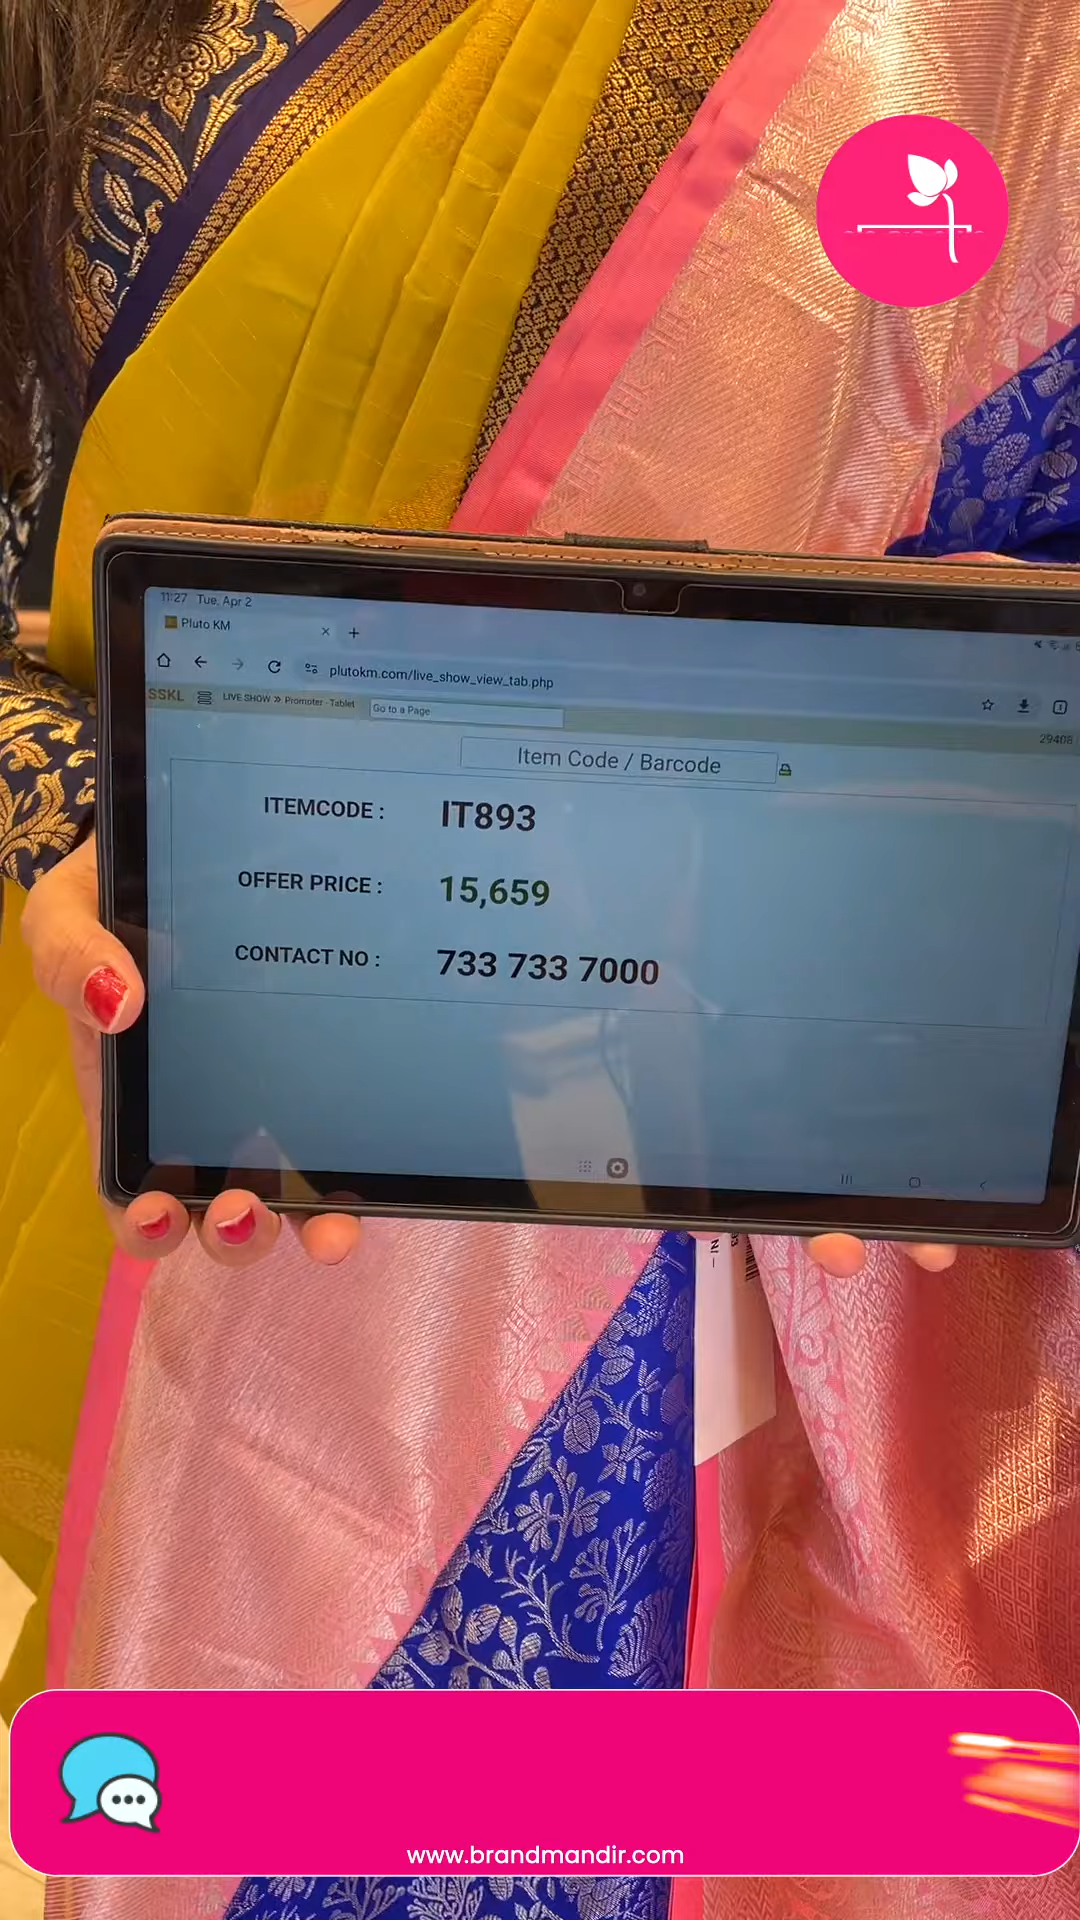 11:27 Tue, Apr 2
Pluto KM
plutokm.com/live_show_view_tab.php
SSKL
LIVE SHOW » Promoter - Tablet
Go to a Page
29408
Item Code / Barcode
ITEMCODE : IT893
OFFER PRICE : 15,659
CONTACT NO : 733 733 7000
www.brandmandir.com